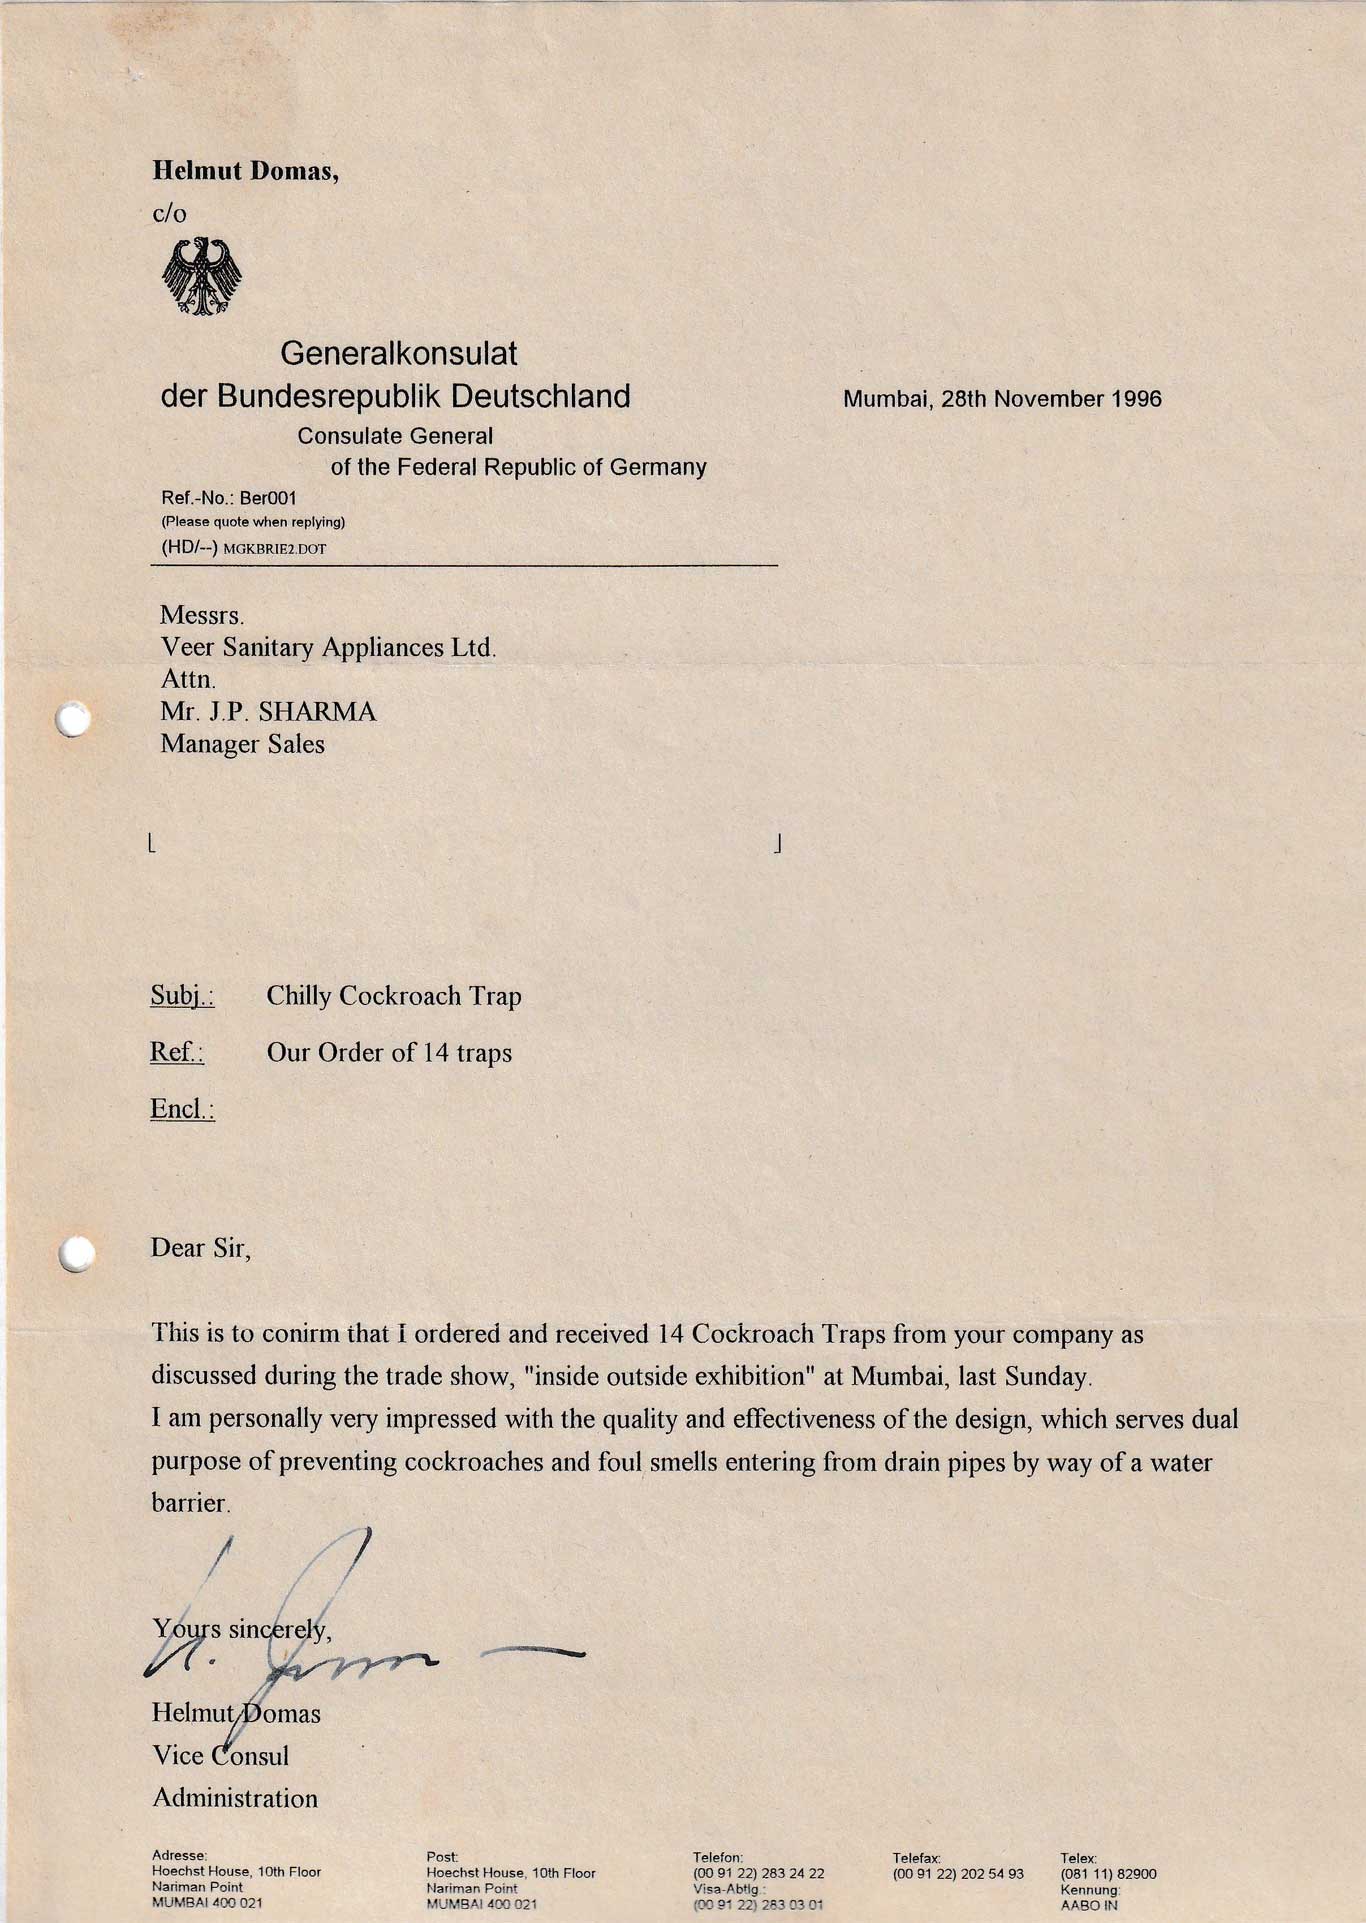 Helmut Domas,
c/o
Generalkonsulat
der Bundesrepublik Deutschland
Mumbai, 28th November 1996
Consulate General
of the Federal Republic of Germany
Ref.-No.: Ber001
(Please quote when replying)
(HD/--) MGKBRIE2.DOT
Messrs.
Veer Sanitary Appliances Ltd.
Attn.
Mr. J.P. SHARMA
Manager Sales
Subj.: Chilly Cockroach Trap
Ref.: Our Order of 14 traps
Encl.:
Dear Sir,
This is to conirm that I ordered and received 14 Cockroach Traps from your company as
discussed during the trade show, "inside outside exhibition" at Mumbai, last Sunday.
I am personally very impressed with the quality and effectiveness of the design, which serves dual
purpose of preventing cockroaches and foul smells entering from drain pipes by way of a water
barrier.
Yours sincerely,
Helmut Domas
Vice Consul
Administration
Adresse:
Hoechst House, 10th Floor
Nariman Point
MUMBAI 400 021
Post:
Hoechst House, 10th Floor
Nariman Point
MUMBAI 400 021
Telefon:
(00 91 22) 283 24 22
Visa-Abtlg.:
(00 91 22) 283 03 01
Telefax:
(00 91 22) 202 54 93
Telex:
(081 11) 82900
Kennung:
AABO IN